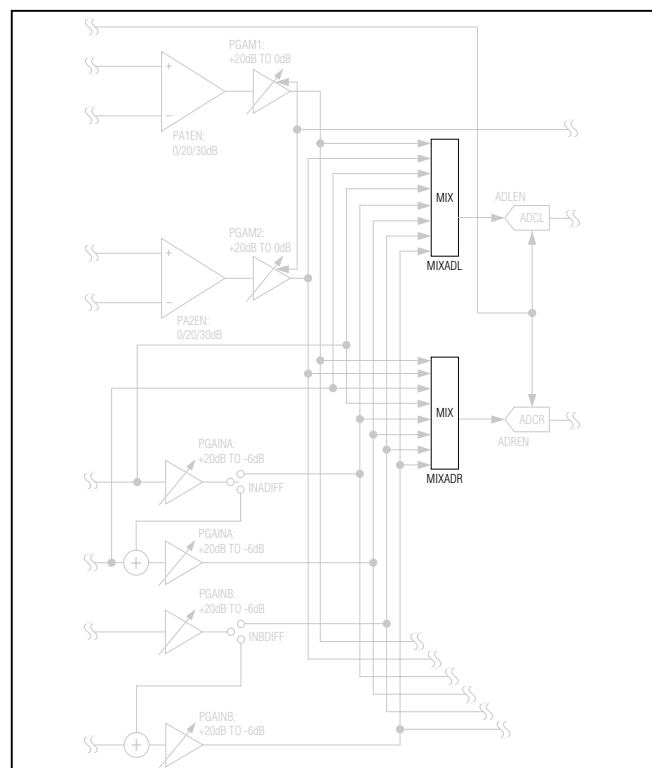 PGAM1:
+20dB TO 0dB
+
−
PA1EN:
0/20/30dB
MIX
ADLEN
ADCL
MIXADL
PGAM2:
+20dB TO 0dB
+
−
PA2EN:
0/20/30dB
MIX
ADCR
ADREN
MIXADR
PGAINA:
+20dB TO -6dB
INADIFF
+
PGAINA:
+20dB TO -6dB
PGAINB:
+20dB TO -6dB
INBDIFF
+
PGAINB:
+20dB TO -6dB